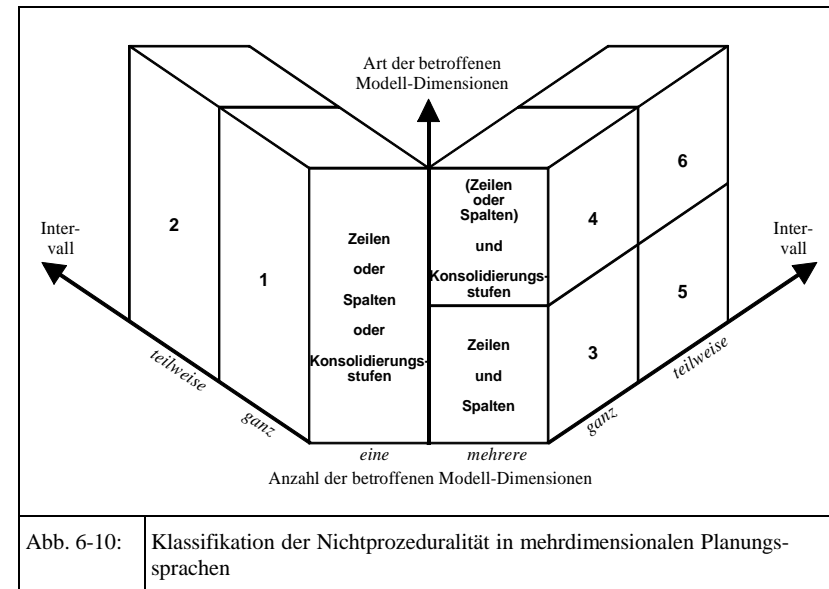 Art der betroffenen
Modell-Dimensionen
Inter-
vall
2
1
Zeilen
oder
Spalten
oder
Konsolidierungs-
stufen
(Zeilen
oder
Spalten)
und
Konsolidierungs-
stufen
Zeilen
und
Spalten
4
6
3
5
Inter-
vall
teilweise
ganz
ganz
teilweise
eine
mehrere
Anzahl der betroffenen Modell-Dimensionen
Abb. 6-10:
Klassifikation der Nichtprozeduralität in mehrdimensionalen Planungs-
sprachen